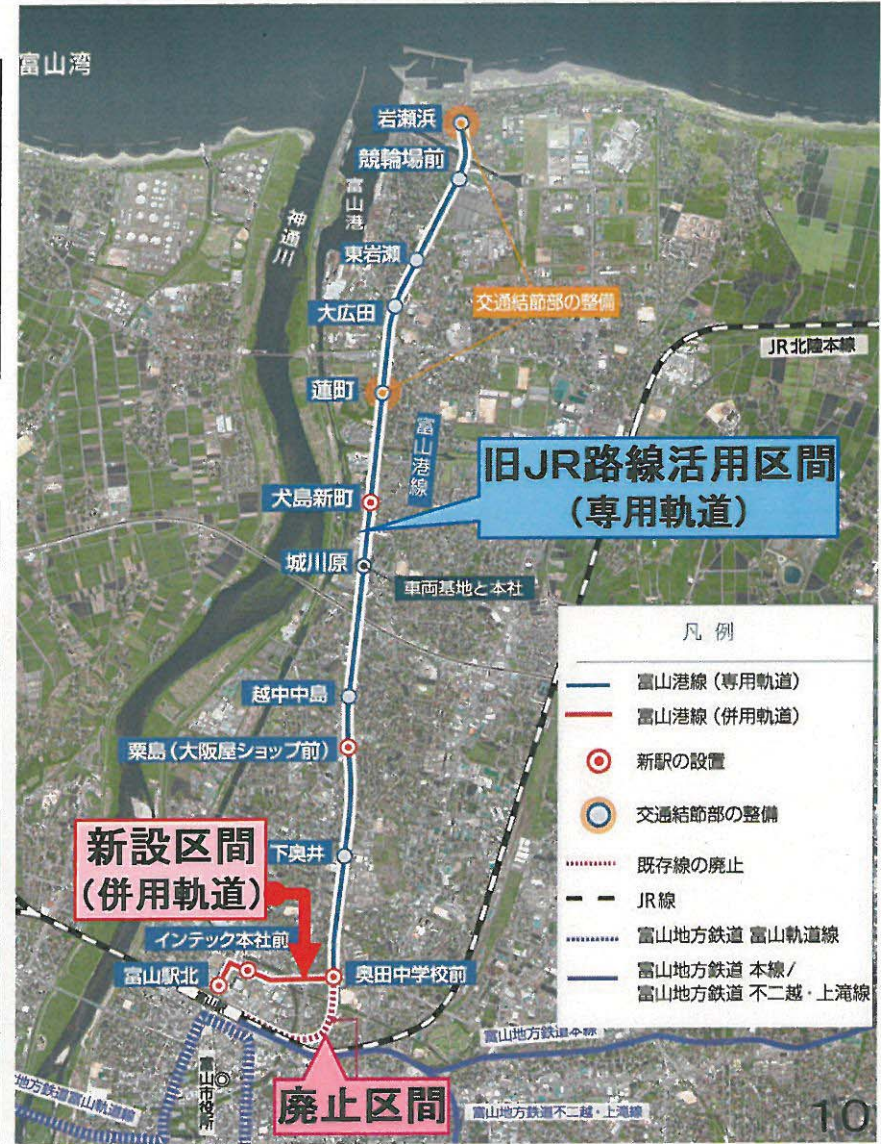 富山湾
岩瀬浜
競輪場前
富山港
神通川
東岩瀬
大広田
交通結節部の整備
JR北陸本線
蓮町
富山港線
旧JR路線活用区間
(専用軌道)
犬島新町
城川原
車両基地と本社
凡 例
富山港線(専用軌道)
富山港線(併用軌道)
新駅の設置
交通結節部の整備
既存線の廃止
JR線
富山地方鉄道 富山軌道線
富山地方鉄道 本線/
富山地方鉄道 不二越・上滝線
越中中島
粟島(大阪屋ショップ前)
新設区間
(併用軌道)
下奥井
インテック本社前
富山駅北
奥田中学校前
富山地方鉄道本線
富山市役所
地方鉄道富山軌道線
廃止区間
富山地方鉄道不二越・上滝線
10